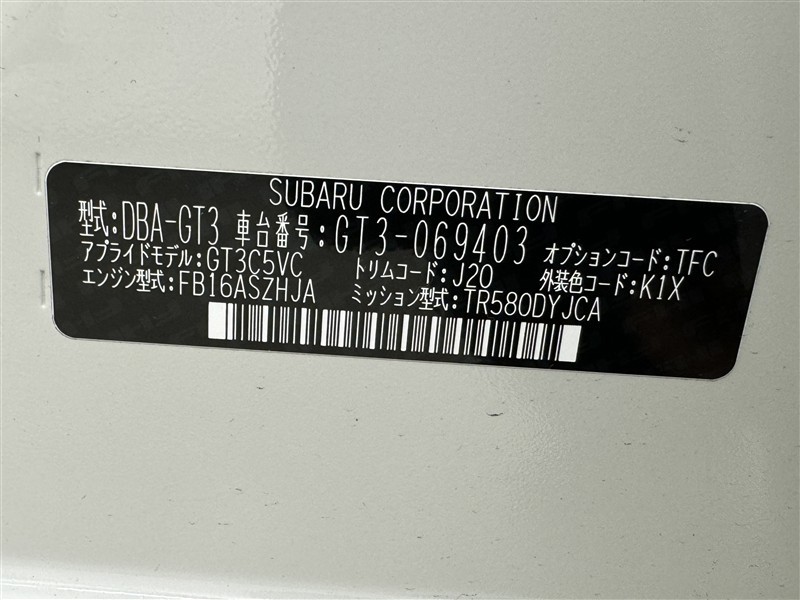 SUBARU CORPORATION
型式:DBA-GT3 車台番号:GT3-069403 オプションコード:TFC
アプライドモデル:GT3C5VC トリムコード:J20 外装色コード:K1X
エンジン型式:FB16ASZHJA ミッション型式:TR580DYJCA